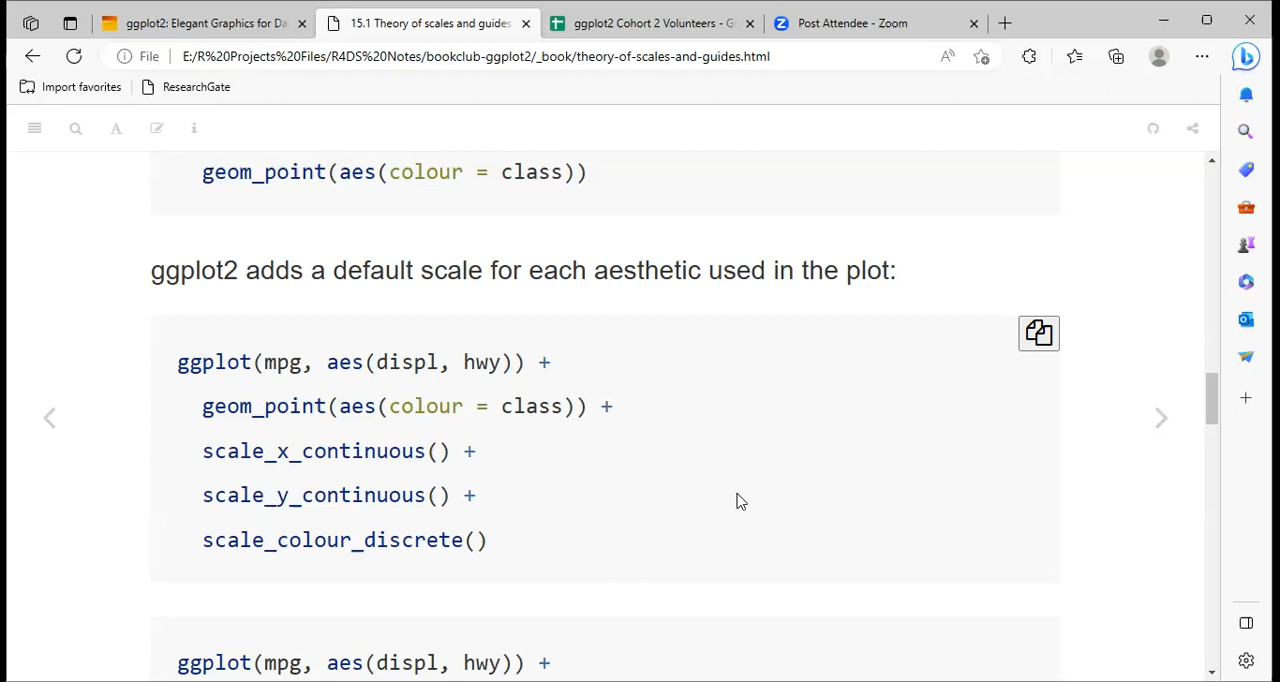 ggplot2: Elegant Graphics for Da
15.1 Theory of scales and guides
ggplot2 Cohort 2 Volunteers - Go
Post Attendee - Zoom
File
E:/R%20Projects%20Files/R4DS%20Notes/bookclub-ggplot2/_book/theory-of-scales-and-guides.html
Import favorites
ResearchGate
geom_point(aes(colour = class))
ggplot2 adds a default scale for each aesthetic used in the plot:
ggplot(mpg, aes(displ, hwy)) +
geom_point(aes(colour = class)) +
scale_x_continuous() +
scale_y_continuous() +
scale_colour_discrete()
ggplot(mpg, aes(displ, hwy)) +